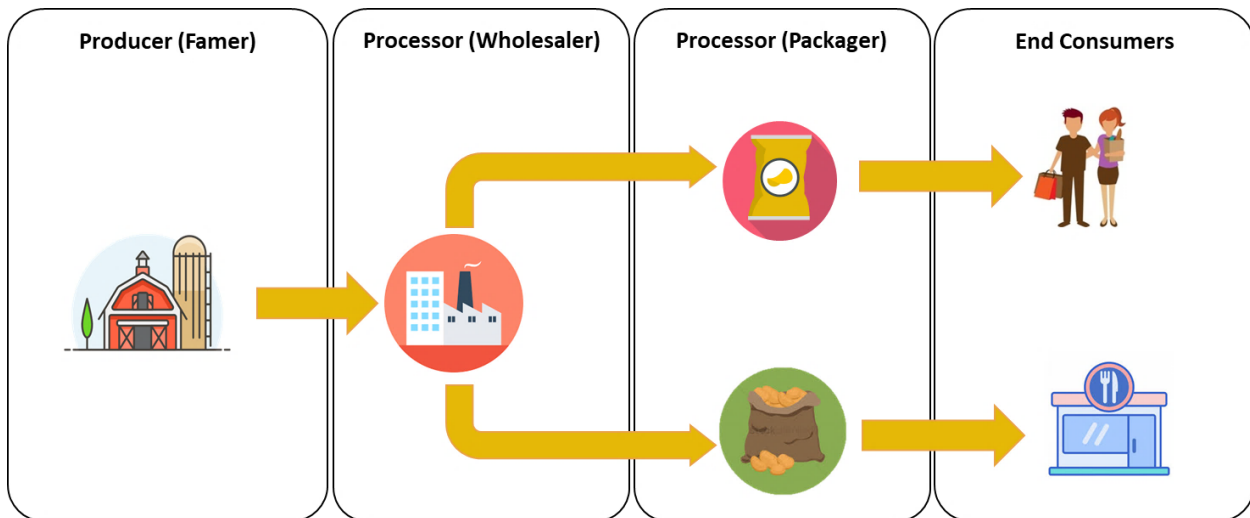 Producer (Famer)
Processor (Wholesaler)
Processor (Packager)
End Consumers